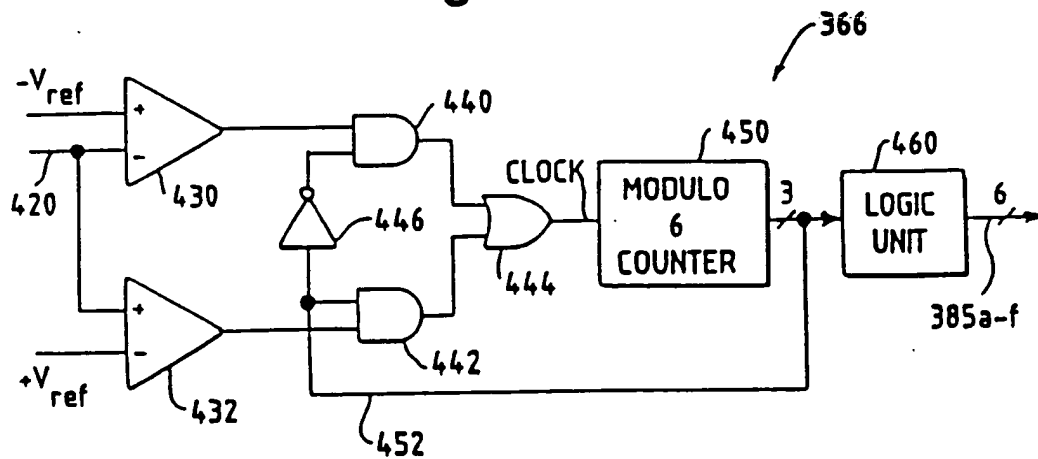 366
−Vref
+
−
420
430
440
446
450
CLOCK
MODULO
6
COUNTER
3
460
LOGIC
UNIT
6
385a-f
444
+
−
+Vref
432
442
452